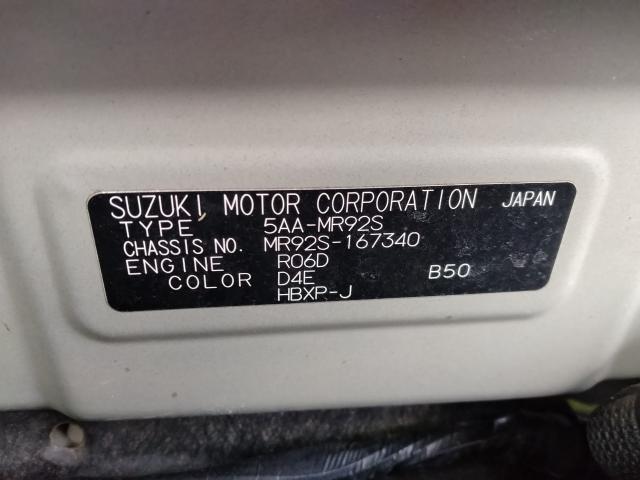 SUZUKI MOTOR CORPORATION JAPAN
TYPE 5AA-MR92S
CHASSIS NO. MR92S-167340
ENGINE R06D
COLOR D4E B50
HBXP-J